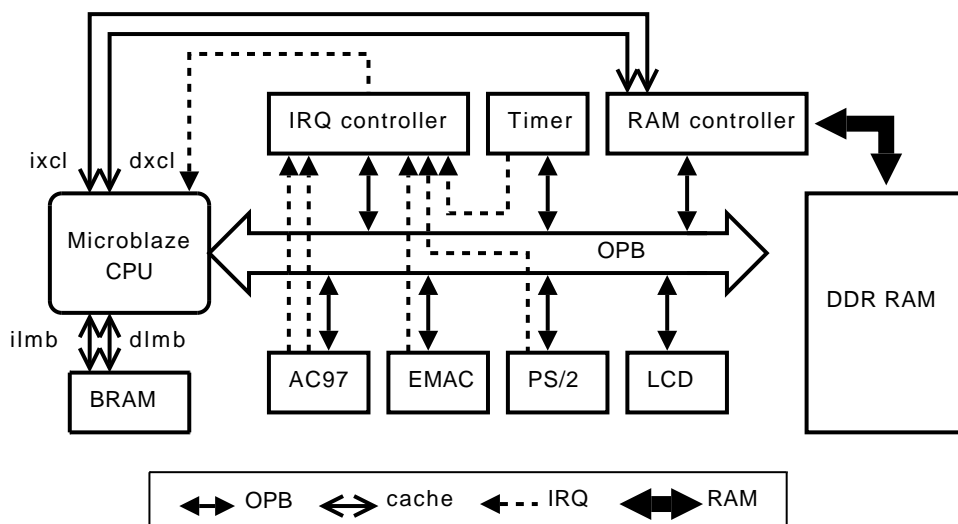 IRQ controller
Timer
RAM controller
ixcl
dxcl
Microblaze
CPU
OPB
DDR RAM
ilmb
dlmb
BRAM
AC97
EMAC
PS/2
LCD
OPB
cache
IRQ
RAM